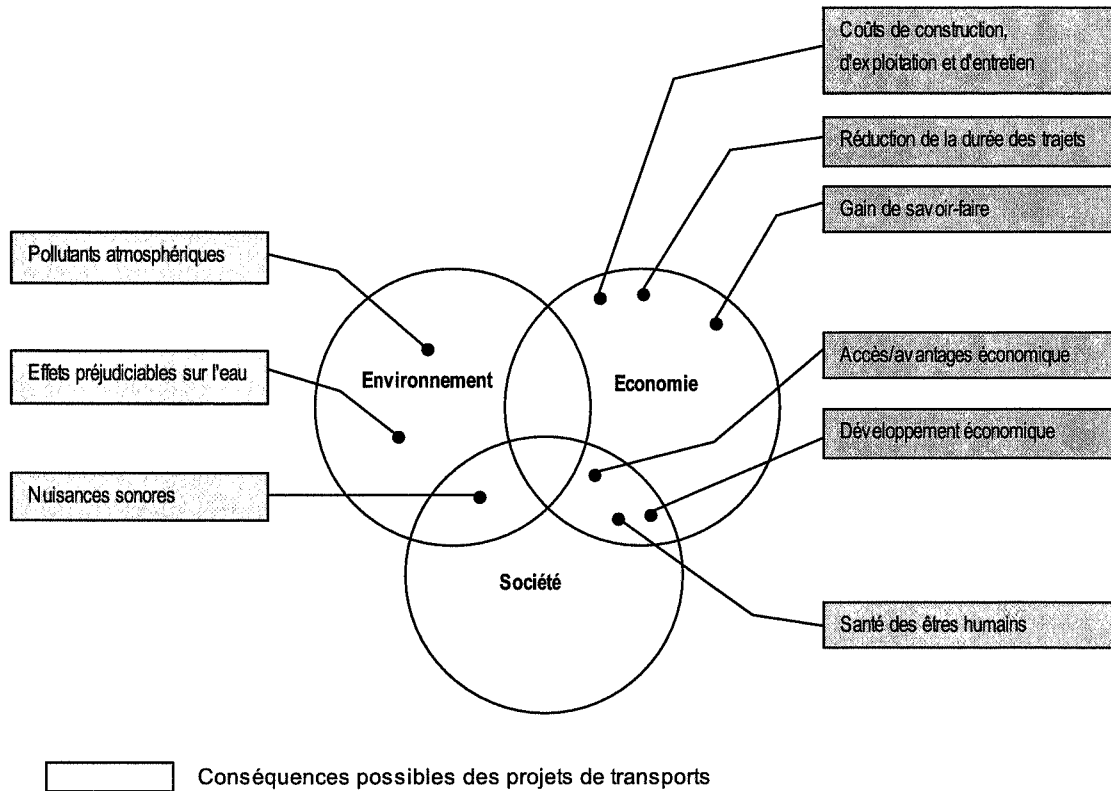 Coûts de construction,
d'exploitation et d'entretien
Réduction de la durée des trajets
Gain de savoir-faire
Pollutants atmosphériques
Effets préjudiciables sur l'eau
Environnement
Economie
Accès/avantages économique
Développement économique
Nuisances sonores
Société
Santé des êtres humains
Conséquences possibles des projets de transports